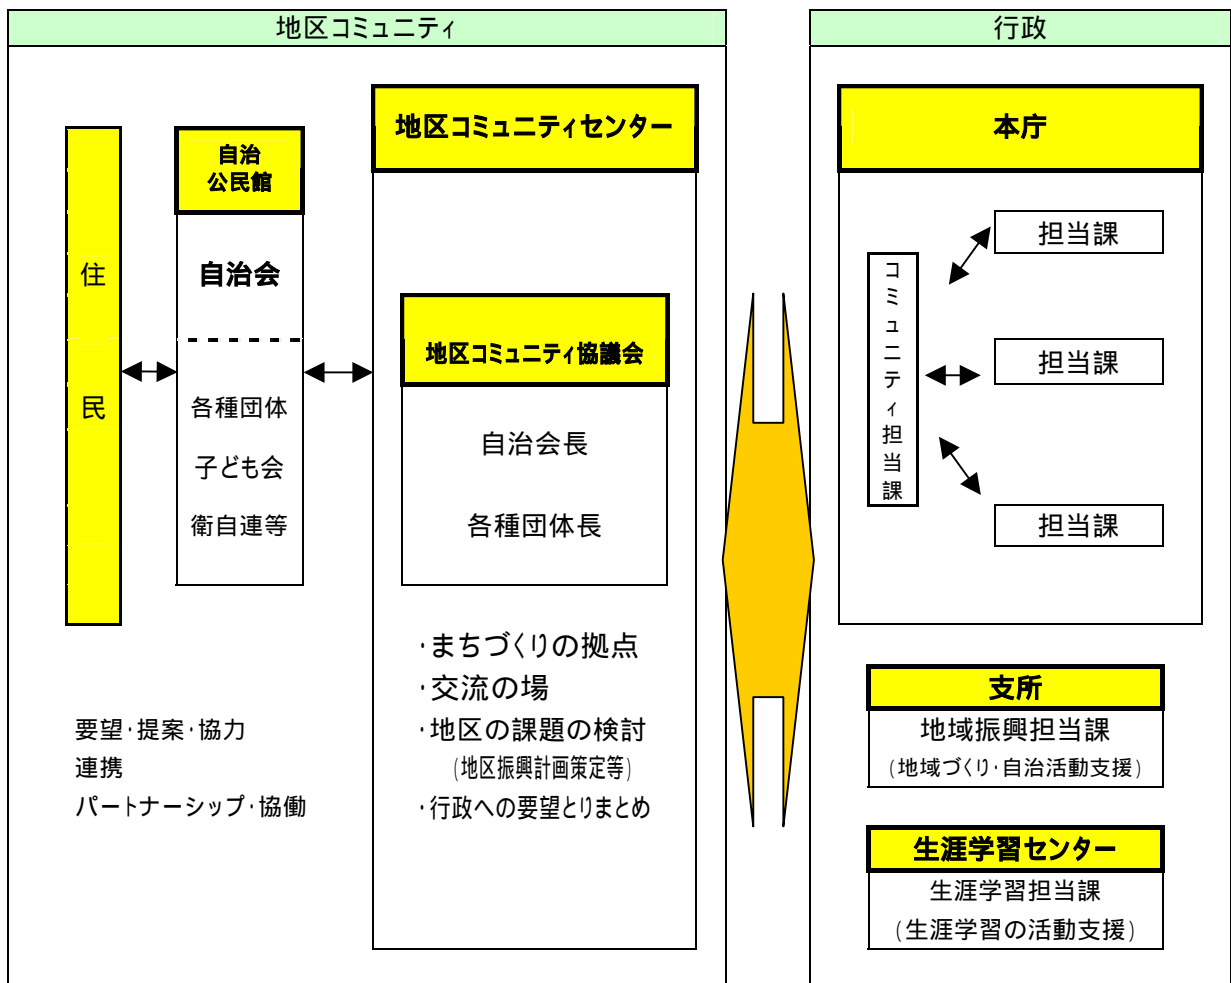 地区コミュニティ
住民
自治
公民館
自治会
各種団体
子ども会
衛自連等
要望・提案・協力
連携
パートナーシップ・協働
地区コミュニティセンター
地区コミュニティ協議会
自治会長
各種団体長
・まちづくりの拠点
・交流の場
・地区の課題の検討
(地区振興計画策定等)
・行政への要望とりまとめ
行政
本庁
コミュニティ担当課
担当課
担当課
担当課
支所
地域振興担当課
(地域づくり・自治活動支援)
生涯学習センター
生涯学習担当課
(生涯学習の活動支援)